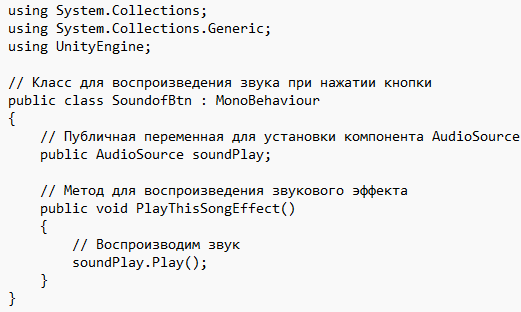 using System.Collections;
using System.Collections.Generic;
using UnityEngine;

// Класс для воспроизведения звука при нажатии кнопки
public class SoundofBtn : MonoBehaviour
{
    // Публичная переменная для установки компонента AudioSource
    public AudioSource soundPlay;

    // Метод для воспроизведения звукового эффекта
    public void PlayThisSongEffect()
    {
        // Воспроизводим звук
        soundPlay.Play();
    }
}